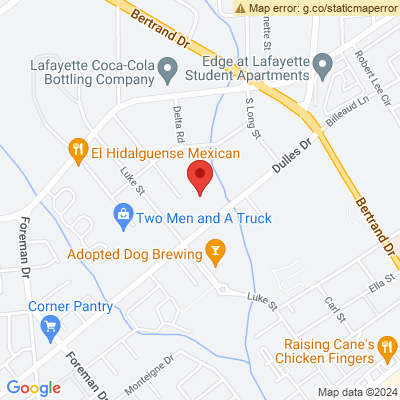 Map error: g.co/staticmaperror
Bertrand Dr
Lafayette Coca-Cola
Bottling Company
Edge at Lafayette
Student Apartments
Robert Lee Cir
Billeaud Ln
S Long St
Delta Rd
El Hidalguense Mexican
Dulles Dr
Luke St
Two Men and A Truck
Foreman Dr
Adopted Dog Brewing
Bertrand Dr
Ella St
Luke St
Carl St
Corner Pantry
Raising Cane's
Chicken Fingers
Foreman Dr
Monteigne Dr
Google
Map data ©2024